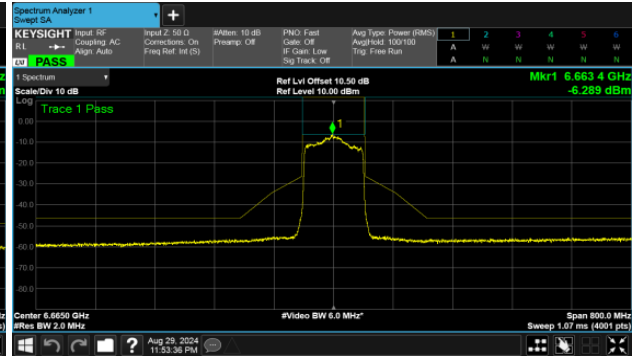 Spectrum Analyzer 1
Swept SA
+
KEYSIGHT Input: RF Input Z: 50 Ω #Atten: 10 dB PNO: Fast Avg Type: Power (RMS) 1 2 3 4 5 6
RL Coupling: AC Corrections: On Preamp: Off Gate: Off Avg|Hold: 100/100 A W W W W W
Align: Auto Freq Ref: Int (S) IF Gain: Low Trig: Free Run
LXI PASS Sig Track: Off A N N N N N
1 Spectrum Ref Lvl Offset 10.50 dB Mkr1 6.663 4 GHz
Scale/Div 10 dB Ref Level 10.00 dBm -6.289 dBm
Log
Trace 1 Pass
0.00
1
-10.0
-20.0
-30.0
-40.0
-50.0
-60.0
-70.0
-80.0
Center 6.6650 GHz #Video BW 6.0 MHz* Span 800.0 MHz
#Res BW 2.0 MHz Sweep 1.07 ms (4001 pts)
? Aug 29, 2024
11:53:36 PM